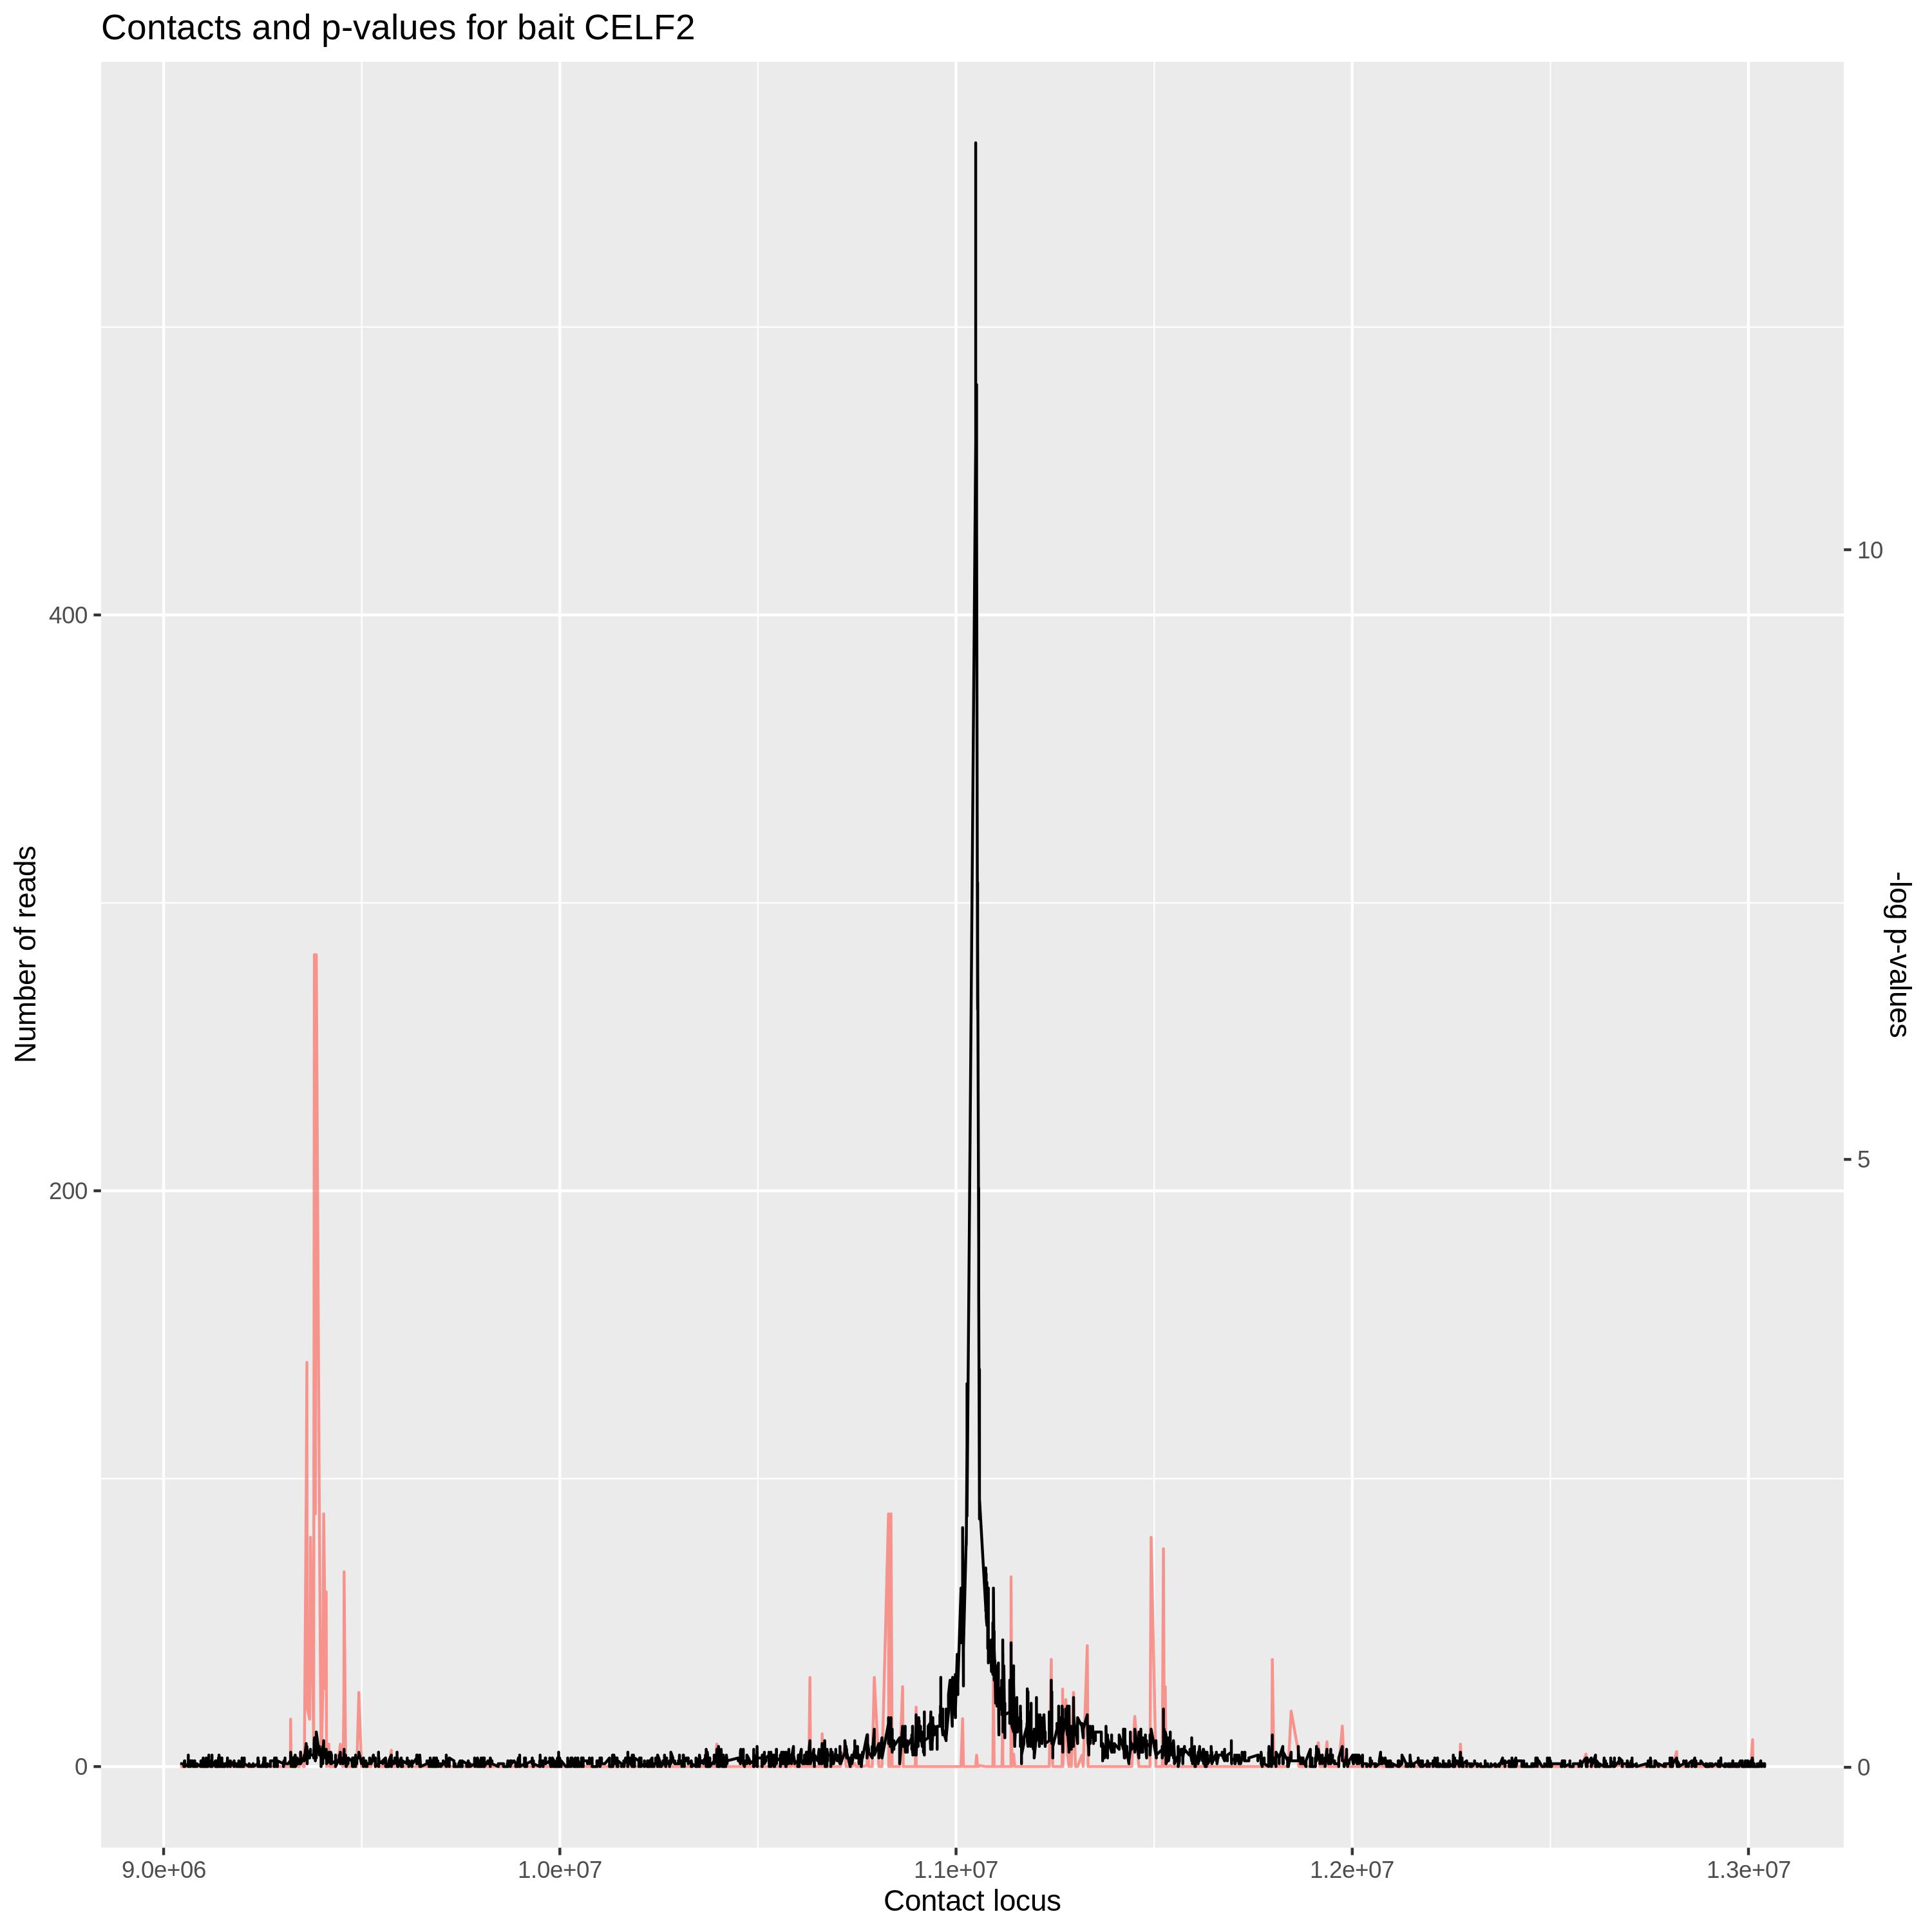 Contacts and p-values for bait CELF2
400
200
0
Number of reads
10
5
0
-log p-values
9.0e+06
1.0e+07
1.1e+07
1.2e+07
1.3e+07
Contact locus